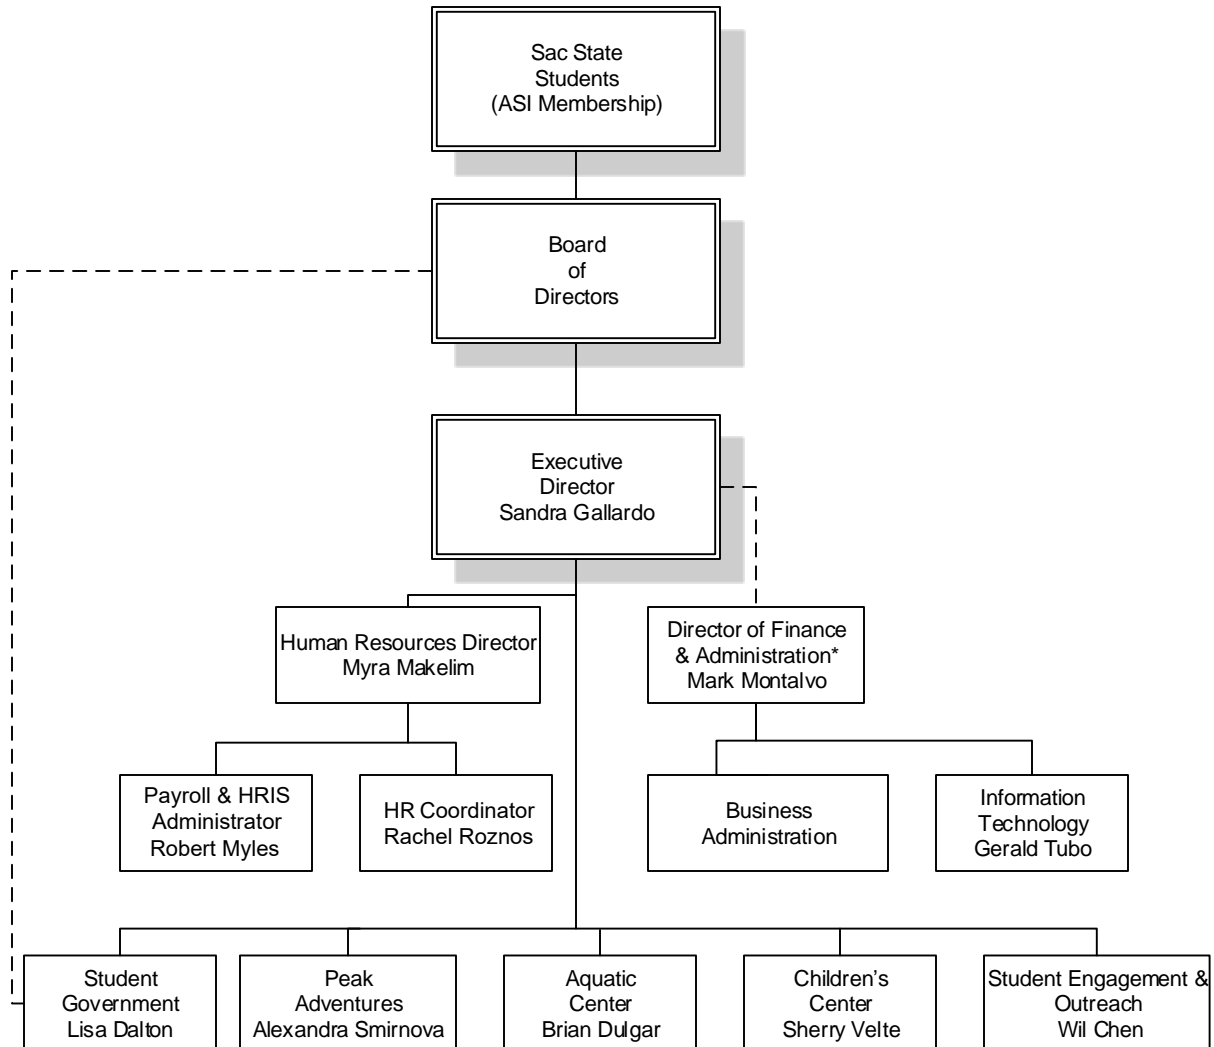 Sac State
Students
(ASI Membership)
Board
of
Directors
Executive
Director
Sandra Gallardo
Human Resources Director
Myra Makelim
Director of Finance
& Administration*
Mark Montalvo
Payroll & HRIS
Administrator
Robert Myles
HR Coordinator
Rachel Roznos
Business
Administration
Information
Technology
Gerald Tubo
Student
Government
Lisa Dalton
Peak
Adventures
Alexandra Smirnova
Aquatic
Center
Brian Dulgar
Children's
Center
Sherry Velte
Student Engagement &
Outreach
Wil Chen